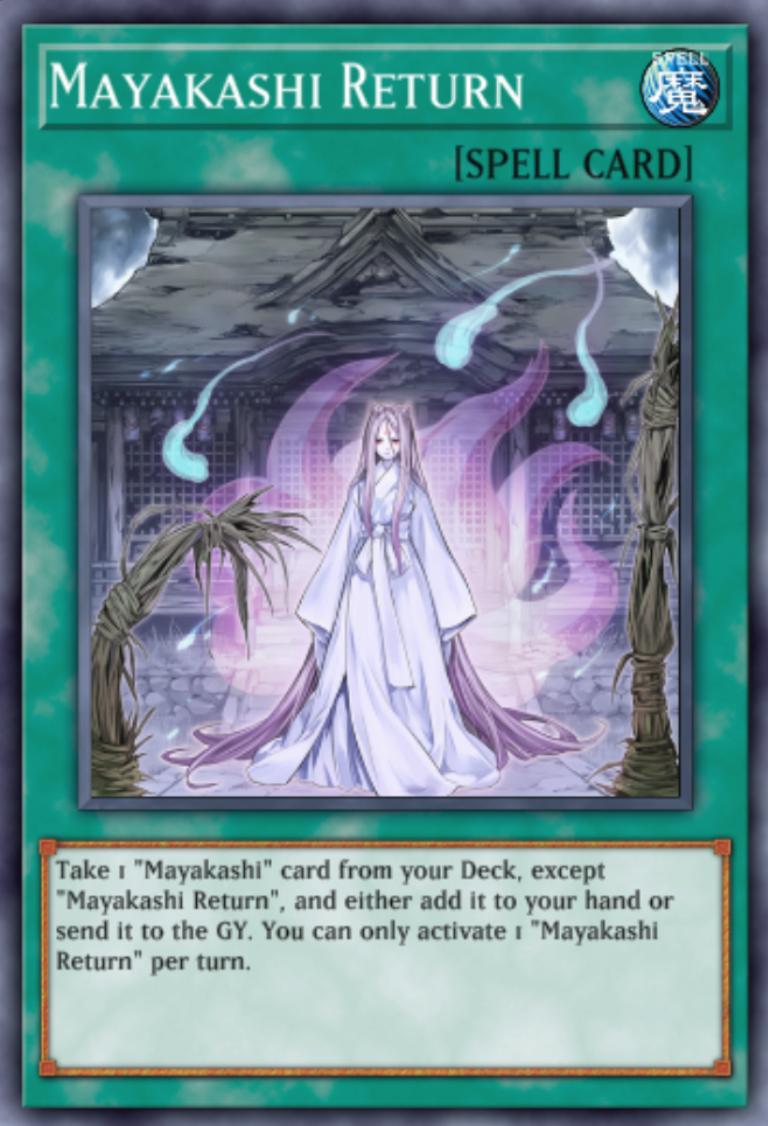 Mayakashi Return
SPELL
魔
[SPELL CARD]
Take 1 "Mayakashi" card from your Deck, except
"Mayakashi Return", and either add it to your hand or
send it to the GY. You can only activate 1 "Mayakashi
Return" per turn.